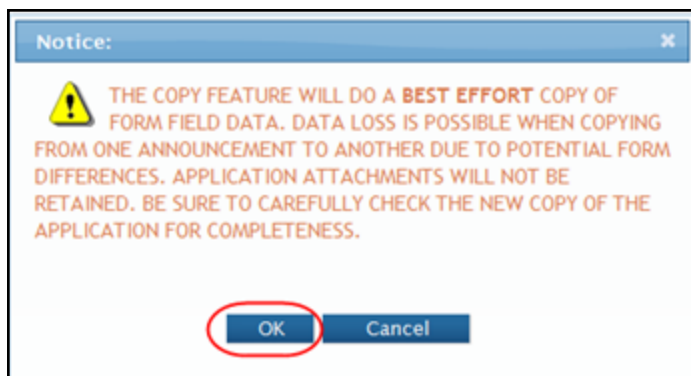 Notice:
THE COPY FEATURE WILL DO A BEST EFFORT COPY OF
FORM FIELD DATA. DATA LOSS IS POSSIBLE WHEN COPYING
FROM ONE ANNOUNCEMENT TO ANOTHER DUE TO POTENTIAL FORM
DIFFERENCES. APPLICATION ATTACHMENTS WILL NOT BE
RETAINED. BE SURE TO CAREFULLY CHECK THE NEW COPY OF THE
APPLICATION FOR COMPLETENESS.
OK Cancel